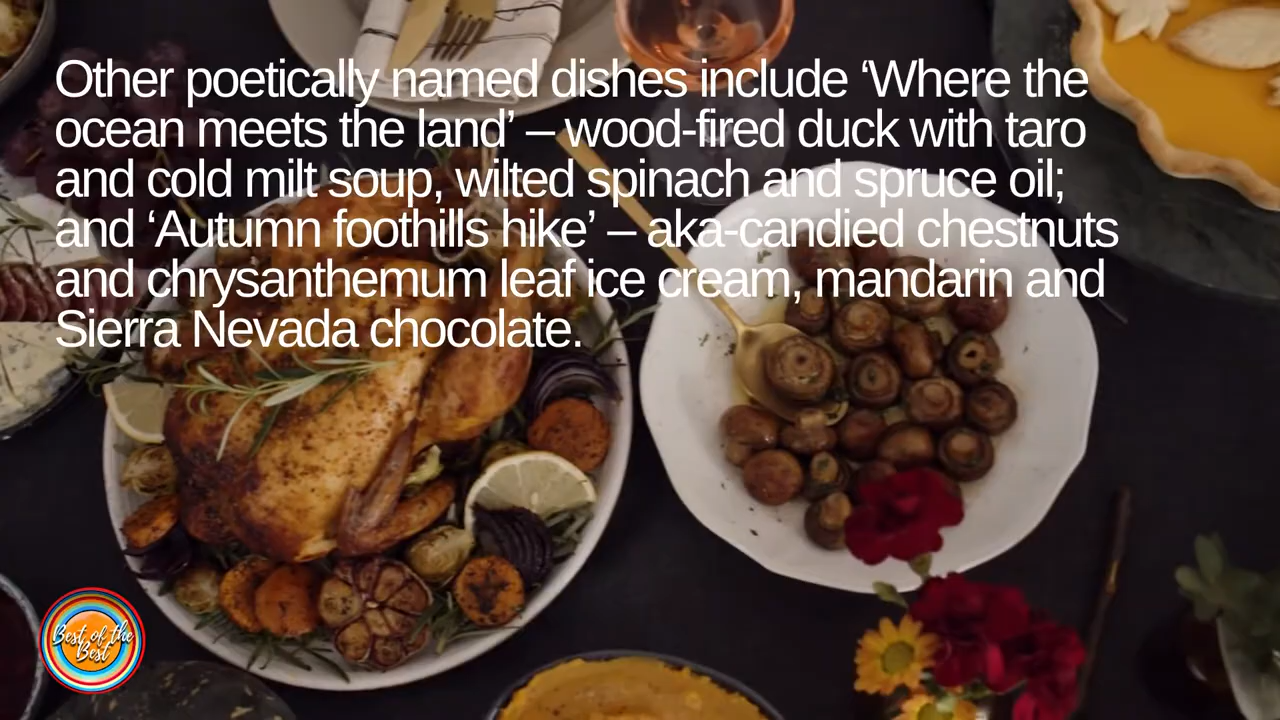 Other poetically named dishes include ‘Where the
ocean meets the land’ – wood-fired duck with taro
and cold milt soup, wilted spinach and spruce oil;
and ‘Autumn foothills hike’ – aka-candied chestnuts
and chrysanthemum leaf ice cream, mandarin and
Sierra Nevada chocolate.
Best of the
Best